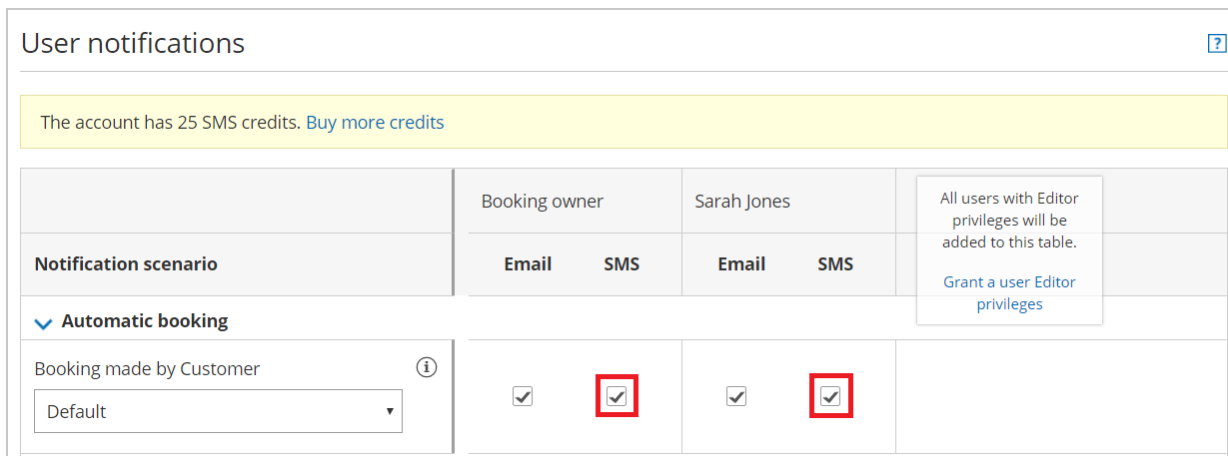 User notifications
?
The account has 25 SMS credits. Buy more credits
Booking owner
Sarah Jones
All users with Editor
privileges will be
added to this table.
Grant a user Editor
privileges
Notification scenario
Email SMS
Email SMS
Automatic booking
Booking made by Customer
i
Default